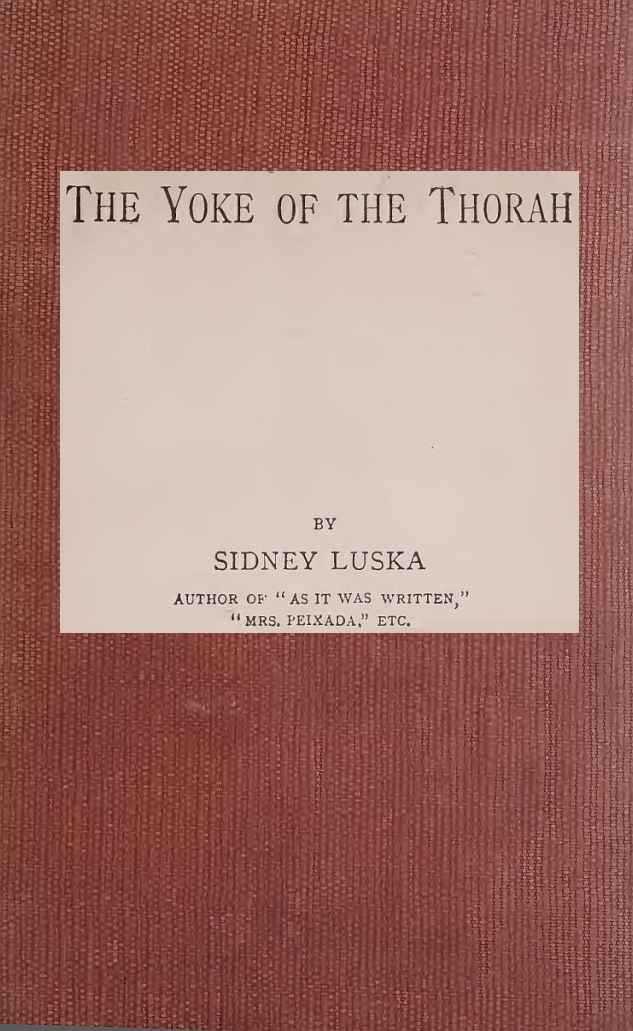 THE YOKE OF THE THORAH
BY
SIDNEY LUSKA
AUTHOR OF "AS IT WAS WRITTEN,"
"MRS. PEIXADA," ETC.